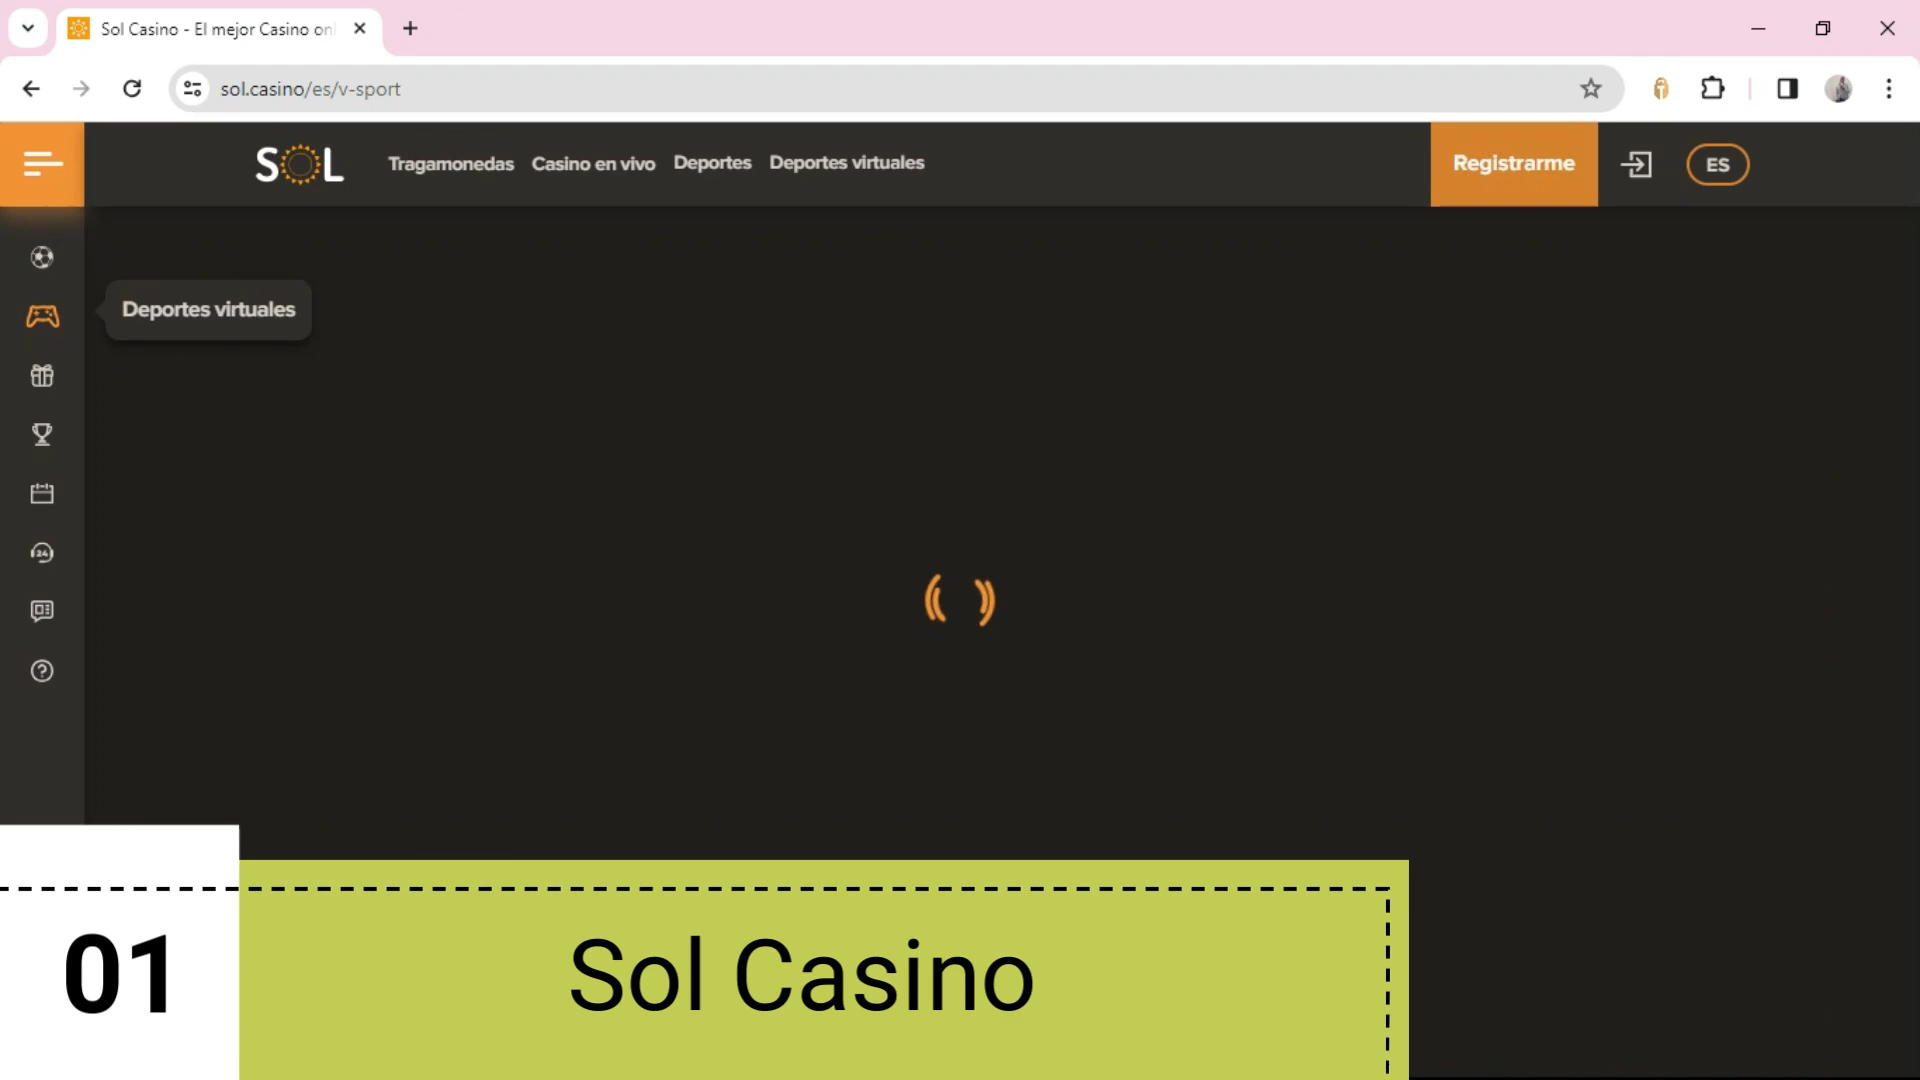 Sol Casino - El mejor Casino onl
sol.casino/es/v-sport
SOL
Tragamonedas
Casino en vivo
Deportes
Deportes virtuales
Registrarme
ES
Deportes virtuales
24
01
Sol Casino